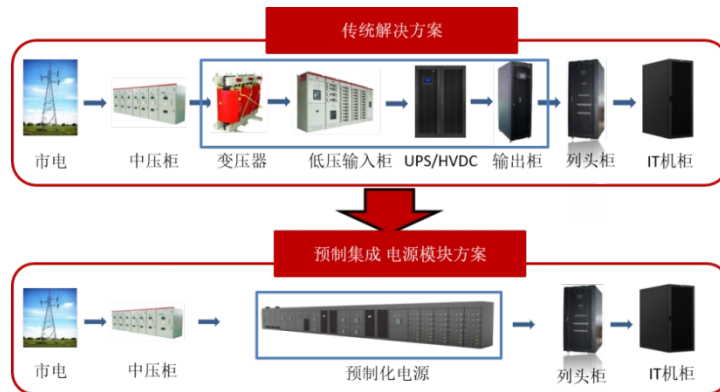 传统解决方案
市电
中压柜
变压器
低压输入柜
UPS/HVDC
输出柜
列头柜
IT机柜
预制集成 电源模块方案
市电
中压柜
预制化电源
列头柜
IT机柜